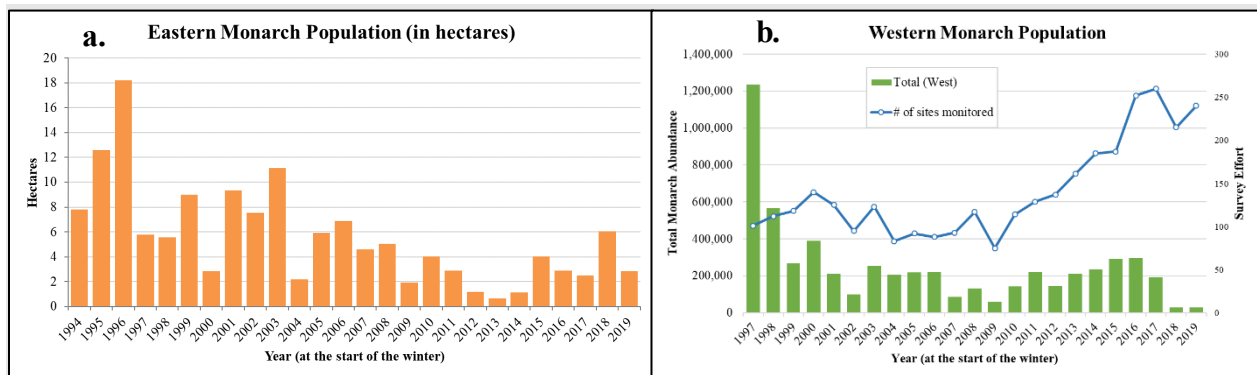 a.
Eastern Monarch Population (in hectares)
20
18
16
14
12
10
8
6
4
2
0
Hectares
1994 1995 1996 1997 1998 1999 2000 2001 2002 2003 2004 2005 2006 2007 2008 2009 2010 2011 2012 2013 2014 2015 2016 2017 2018 2019
Year (at the start of the winter)
b.
Western Monarch Population
1,400,000
1,200,000
1,000,000
800,000
600,000
400,000
200,000
0
Total Monarch Abundance
Total (West)
# of sites monitored
300
250
200
150
100
50
0
Survey Effort
1997 1998 1999 2000 2001 2002 2003 2004 2005 2006 2007 2008 2009 2010 2011 2012 2013 2014 2015 2016 2017 2018 2019
Year (at the start of the winter)